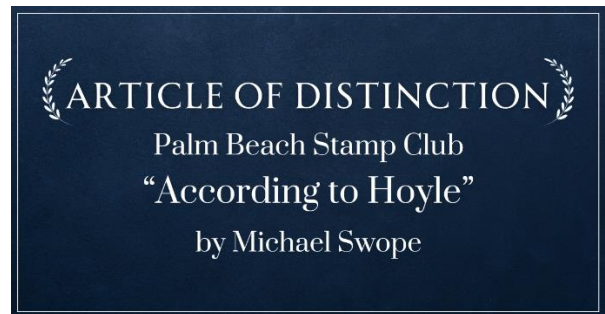 ARTICLE OF DISTINCTION
Palm Beach Stamp Club
“According to Hoyle”
by Michael Swope